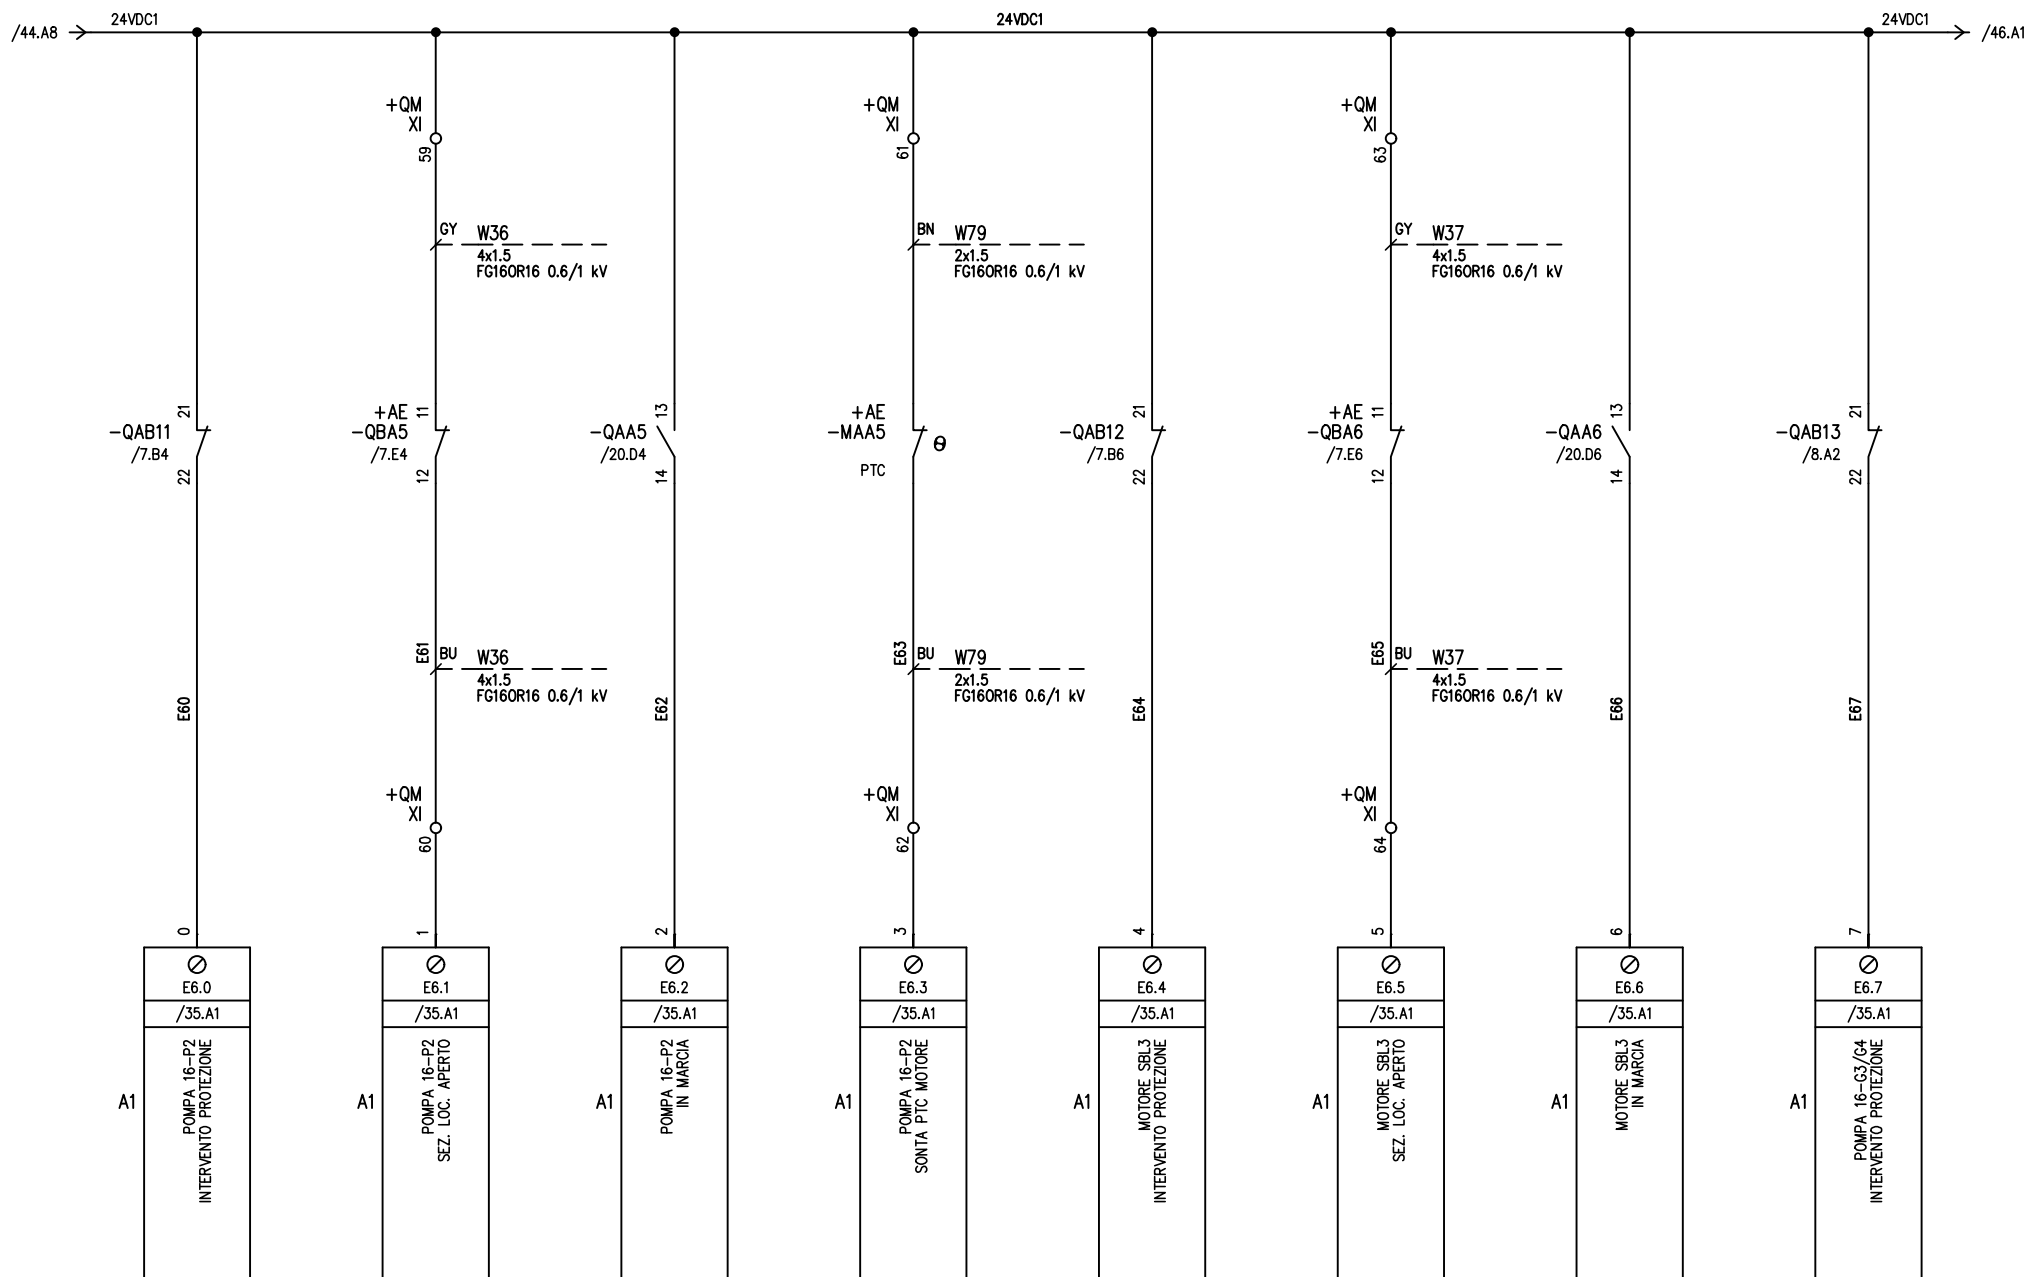 /44.A8
24VDC1
24VDC1
24VDC1
/46.A1
+QM
XI
59
+QM
XI
61
+QM
XI
63
GY W36
4x1.5
FG16OR16 0.6/1 kV
BN W79
2x1.5
FG16OR16 0.6/1 kV
GY W37
4x1.5
FG16OR16 0.6/1 kV
21
-QAB11
/7.B4
22
+AE 11
-QBA5
/7.E4
12
13
-QAA5
/20.D4
14
+AE
-MAA5
θ
PTC
21
-QAB12
/7.B6
22
+AE 11
-QBA6
/7.E6
12
13
-QAA6
/20.D6
14
21
-QAB13
/8.A2
22
E60
E61
BU W36
4x1.5
FG16OR16 0.6/1 kV
E62
E63
BU W79
2x1.5
FG16OR16 0.6/1 kV
E64
E65
BU W37
4x1.5
FG16OR16 0.6/1 kV
E66
E67
+QM
XI
60
+QM
XI
62
+QM
XI
64
0
E6.0
/35.A1
A1
POMPA 16-P2
INTERVENTO PROTEZIONE
1
E6.1
/35.A1
A1
POMPA 16-P2
SEZ. LOC. APERTO
2
E6.2
/35.A1
A1
POMPA 16-P2
IN MARCIA
3
E6.3
/35.A1
A1
POMPA 16-P2
SONTA PTC MOTORE
4
E6.4
/35.A1
A1
MOTORE SBL3
INTERVENTO PROTEZIONE
5
E6.5
/35.A1
A1
MOTORE SBL3
SEZ. LOC. APERTO
6
E6.6
/35.A1
A1
MOTORE SBL3
IN MARCIA
7
E6.7
/35.A1
A1
POMPA 16-G3/G4
INTERVENTO PROTEZIONE